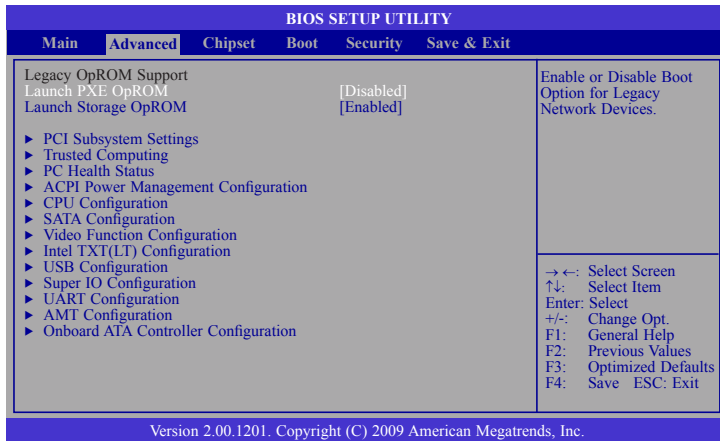 BIOS SETUP UTILITY
Main Advanced Chipset Boot Security Save & Exit
Legacy OpROM Support
Launch PXE OpROM [Disabled]
Launch Storage OpROM [Enabled]
► PCI Subsystem Settings
► Trusted Computing
► PC Health Status
► ACPI Power Management Configuration
► CPU Configuration
► SATA Configuration
► Video Function Configuration
► Intel TXT(LT) Configuration
► USB Configuration
► Super IO Configuration
► UART Configuration
► AMT Configuration
► Onboard ATA Controller Configuration
Enable or Disable Boot
Option for Legacy
Network Devices.
→ ←: Select Screen
↑↓: Select Item
Enter: Select
+/-: Change Opt.
F1: General Help
F2: Previous Values
F3: Optimized Defaults
F4: Save ESC: Exit
Version 2.00.1201. Copyright (C) 2009 American Megatrends, Inc.